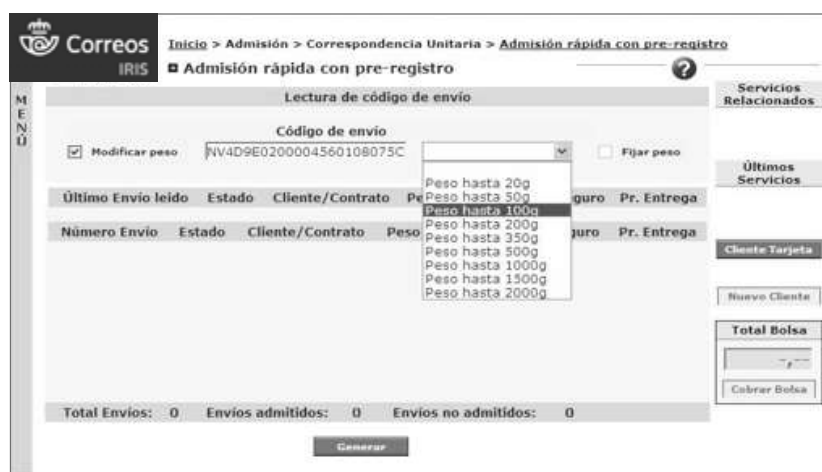 Correos
IRIS
Inicio > Admisión > Correspondencia Unitaria > Admisión rápida con pre-registro
Admisión rápida con pre-registro
?
MENÚ
Lectura de código de envío
Servicios
Relacionados
Código de envío
Modificar peso NV4D9E0200004560108075C Fijar peso
Últimos
Servicios
Peso hasta 20g
Peso hasta 50g
Peso hasta 100g
Peso hasta 200g
Peso hasta 350g
Peso hasta 500g
Peso hasta 1000g
Peso hasta 1500g
Peso hasta 2000g
Último Envío leido Estado Cliente/Contrato Pe guro Pr. Entrega
Número Envío Estado Cliente/Contrato Peso guro Pr. Entrega
Cliente Tarjeta
Nuevo Cliente
Total Bolsa
-,--
Cobrar Bolsa
Total Envíos: 0 Envíos admitidos: 0 Envíos no admitidos: 0
Generar